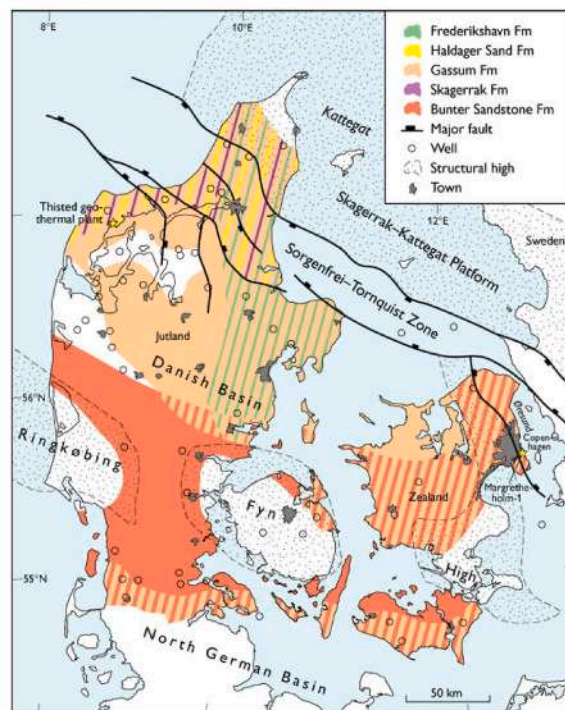 8°E
10°E
Frederikshavn Fm
Haldager Sand Fm
Gassum Fm
Skagerrak Fm
Bunter Sandstone Fm
Major fault
Well
Structural high
Town
Kattegat
Skagerrak–Kattegat Platform
12°E
Sweden
Thisted geo-
thermal plant
Sorgenfrei–Tornquist Zone
Jutland
Danish Basin
56°N
Ringkøbing
Øresund
Copen-
hagen
Margrethe-
holm-1
Zealand
Fyn
High
55°N
North German Basin
50 km